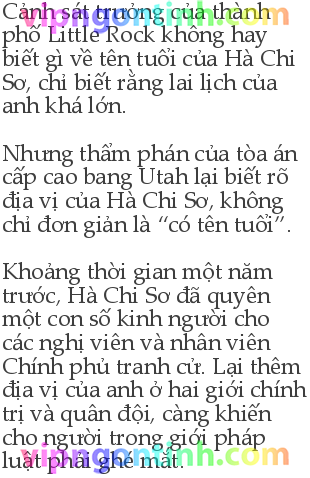 Cảnh sát trưởng của thành
phố Little Rock không hay
biết gì về tên tuổi của Hà Chi
Sơ, chỉ biết rằng lai lịch của
anh khá lớn.
Nhưng thẩm phán của tòa án
cấp cao bang Utah lại biết rõ
địa vị của Hà Chi Sơ, không
chỉ đơn giản là “có tên tuổi”.
Khoảng thời gian một năm
trước, Hà Chi Sơ đã quyên
một con số kinh người cho
các nghị viên và nhân viên
Chính phủ tranh cử. Lại thêm
địa vị của anh ở hai giới chính
trị và quân đội, càng khiến
cho người trong giới pháp
luật phải ghé mắt.
vipngontinh.com
vipngontinh.com